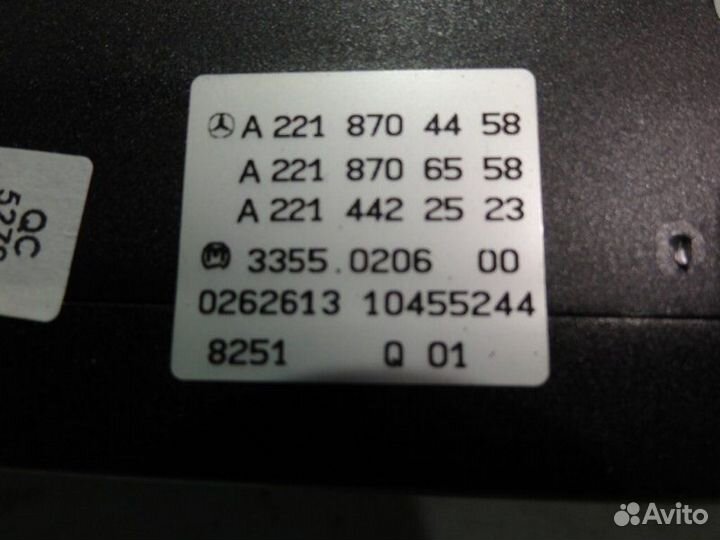 A 221 870 44 58
A 221 870 65 58
A 221 442 25 23
M 3355.0206 00
0262613 10455244
8251 Q 01
QC
Avito